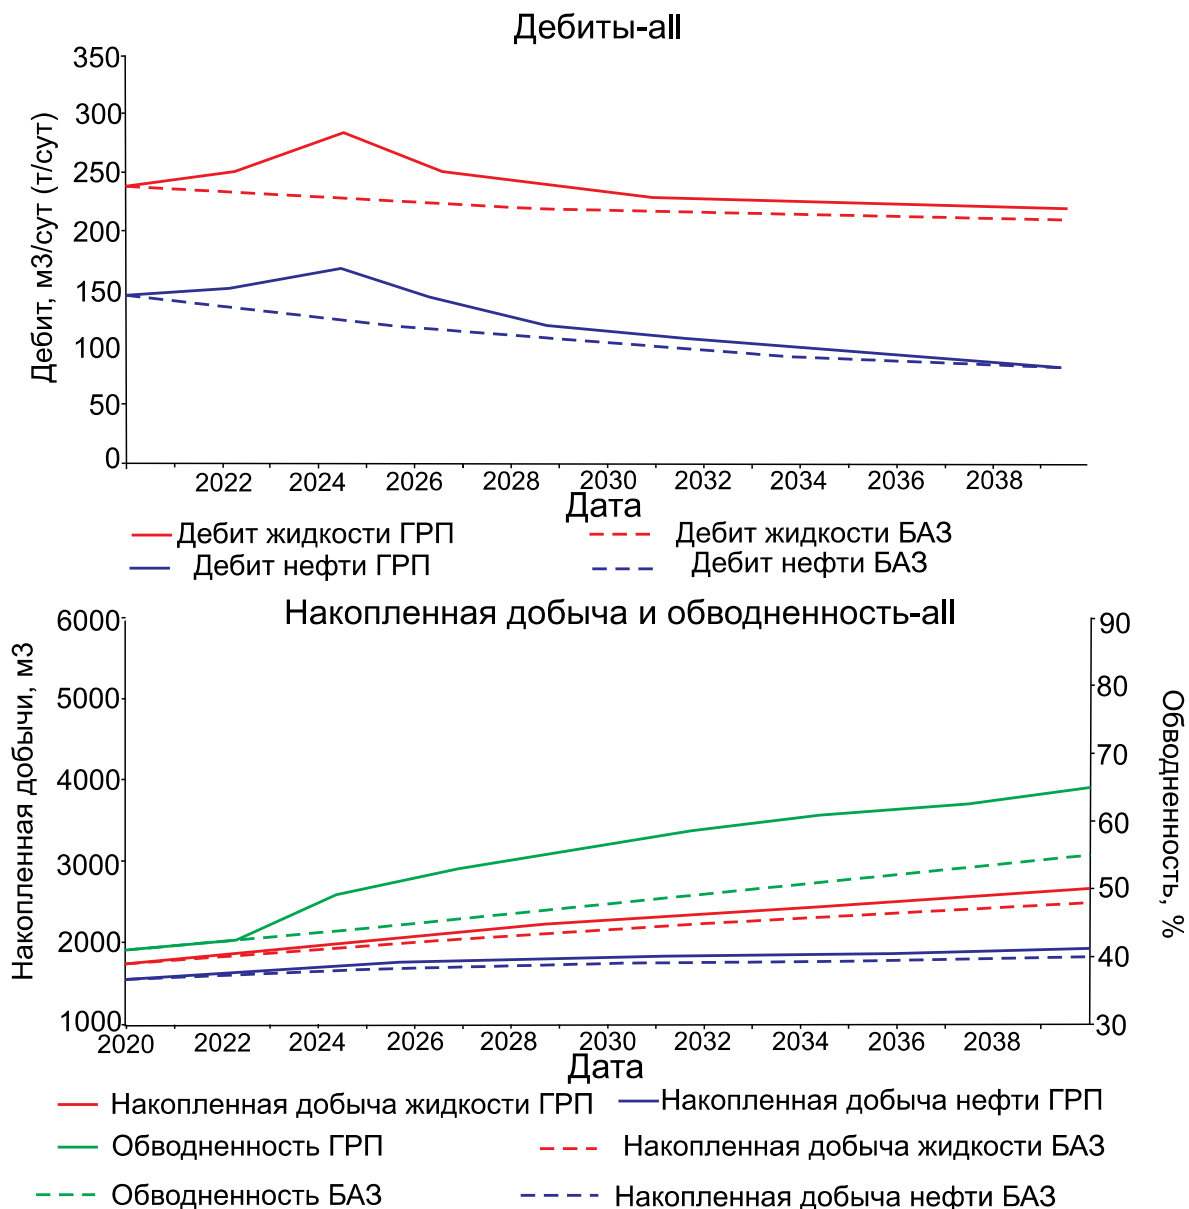 Дебиты-all
350
300
250
200
150
100
50
0
Дебит, м3/сут (т/сут)
2022 2024 2026 2028 2030 2032 2034 2036 2038
Дата
Дебит жидкости ГРП Дебит жидкости БАЗ
Дебит нефти ГРП Дебит нефти БАЗ
Накопленная добыча и обводненность-all
6000
5000
4000
3000
2000
1000
Накопленная добычи, м3
90
80
70
60
50
40
30
Обводненность, %
2020 2022 2024 2026 2028 2030 2032 2034 2036 2038
Дата
Накопленная добыча жидкости ГРП Накопленная добыча нефти ГРП
Обводненность ГРП Накопленная добыча жидкости БАЗ
Обводненность БАЗ Накопленная добыча нефти БАЗ